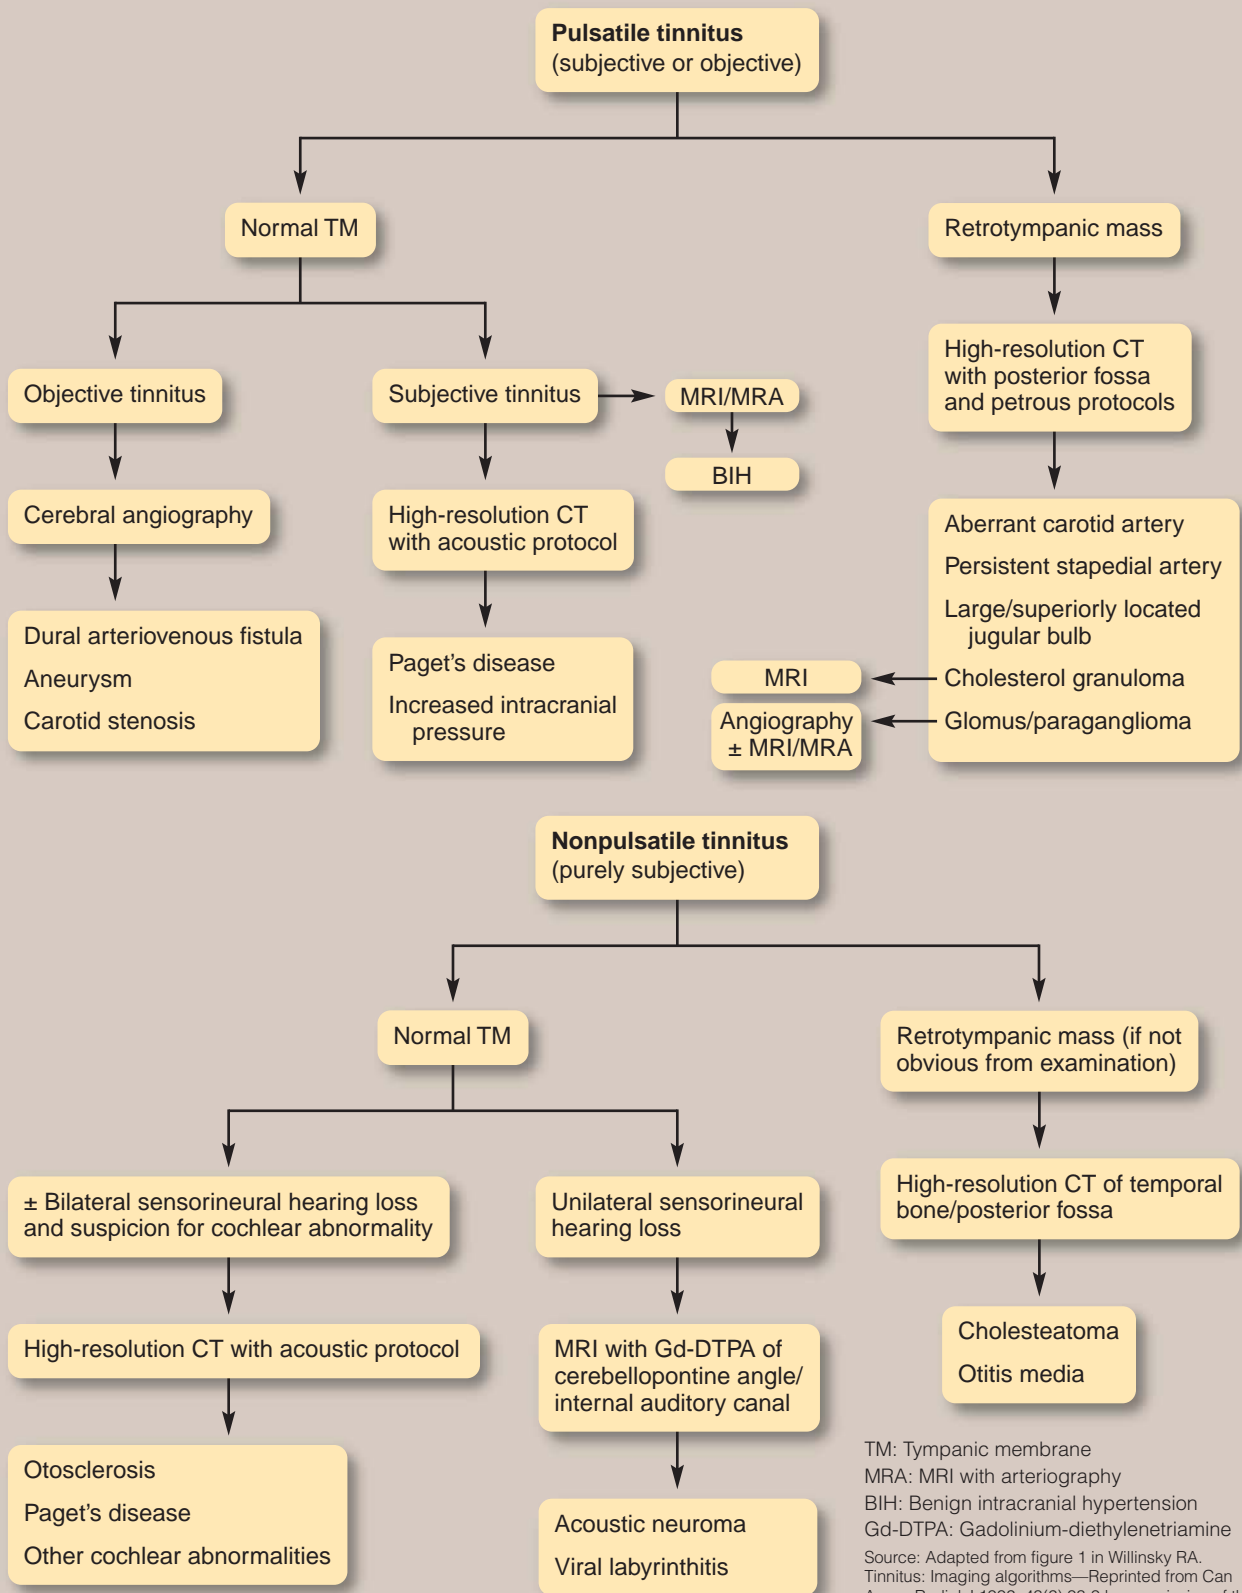 Pulsatile tinnitus
(subjective or objective)
Normal TM
Retrotympanic mass
Objective tinnitus
Subjective tinnitus
MRI/MRA
BIH
High-resolution CT
with posterior fossa
and petrous protocols
Cerebral angiography
High-resolution CT
with acoustic protocol
Dural arteriovenous fistula
Aneurysm
Carotid stenosis
Paget's disease
Increased intracranial
pressure
Aberrant carotid artery
Persistent stapedial artery
Large/superiorly located
jugular bulb
Cholesterol granuloma
Glomus/paraganglioma
MRI
Angiography
± MRI/MRA
Nonpulsatile tinnitus
(purely subjective)
Normal TM
Retrotympanic mass (if not
obvious from examination)
± Bilateral sensorineural hearing loss
and suspicion for cochlear abnormality
Unilateral sensorineural
hearing loss
High-resolution CT of temporal
bone/posterior fossa
High-resolution CT with acoustic protocol
MRI with Gd-DTPA of
cerebellopontine angle/
internal auditory canal
Cholesteatoma
Otitis media
Otosclerosis
Paget's disease
Other cochlear abnormalities
Acoustic neuroma
Viral labyrinthitis
TM: Tympanic membrane
MRA: MRI with arteriography
BIH: Benign intracranial hypertension
Gd-DTPA: Gadolinium-diethylenetriamine
Source: Adapted from figure 1 in Willinsky RA.
Tinnitus: Imaging algorithms—Reprinted from Can